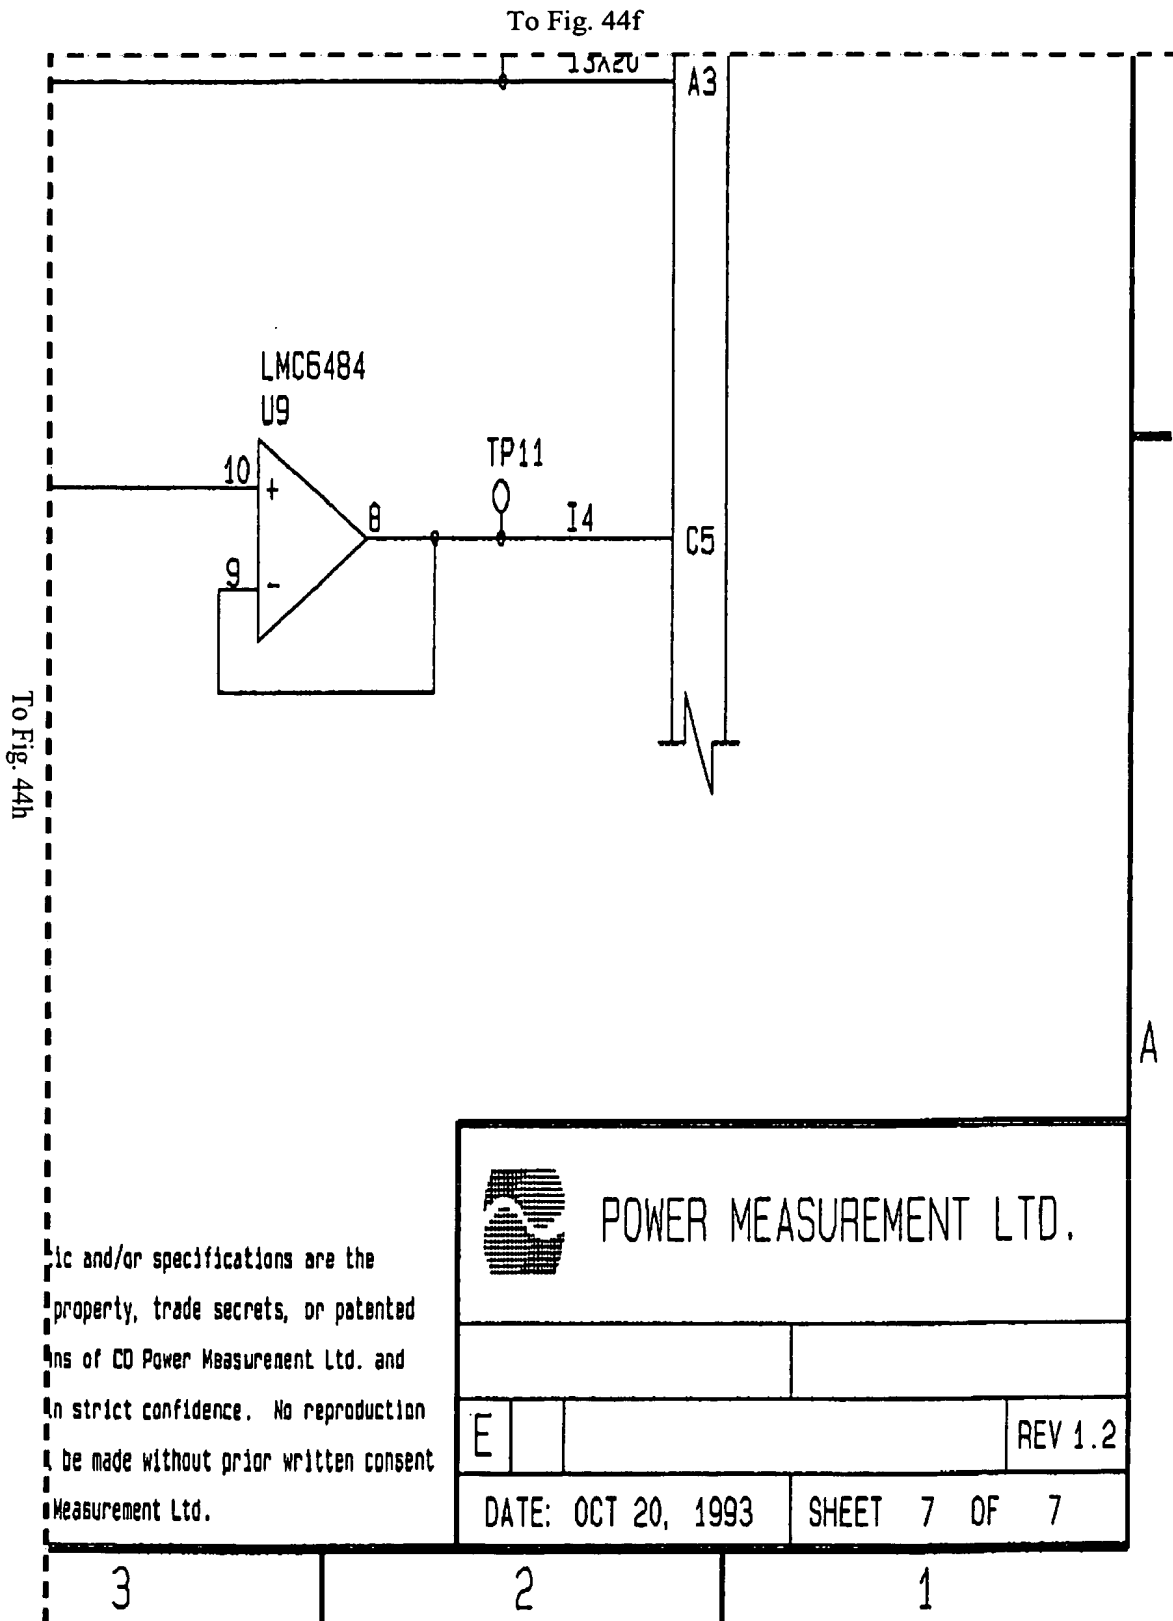 To Fig. 44f
I3X20
A3
LMC6484
U9
10
+
9
-
8
TP11
I4
C5
To Fig. 44h
A
POWER MEASUREMENT LTD.
ic and/or specifications are the
property, trade secrets, or patented
ns of CD Power Measurement Ltd. and
n strict confidence. No reproduction
be made without prior written consent
Measurement Ltd.
E
REV 1.2
DATE: OCT 20, 1993
SHEET 7 OF 7
3
2
1